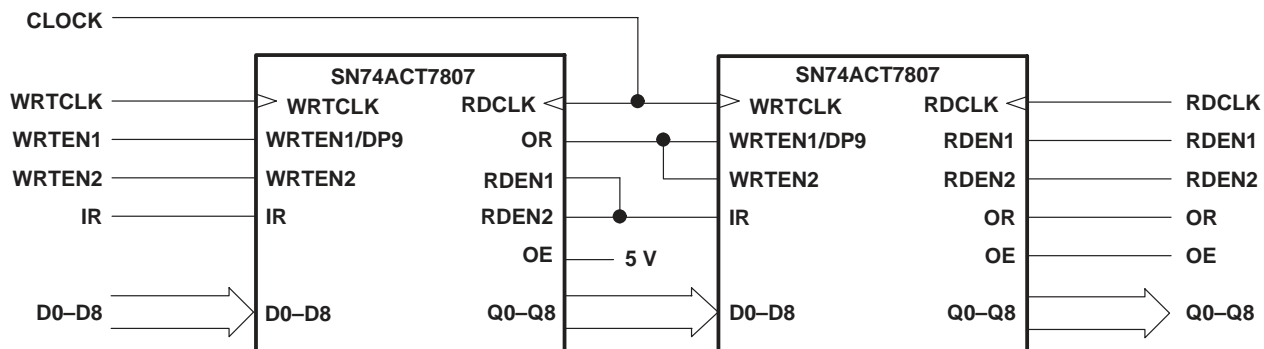 CLOCK
SN74ACT7807 SN74ACT7807
WRTCLK WRTCLK RDCLK WRTCLK RDCLK RDCLK
WRTEN1 WRTEN1/DP9 OR WRTEN1/DP9 RDEN1 RDEN1
WRTEN2 WRTEN2 RDEN1 WRTEN2 RDEN2 RDEN2
IR IR RDEN2 IR OR OR
OE 5 V OE OE
D0–D8 D0–D8 Q0–Q8 D0–D8 Q0–Q8 Q0–Q8